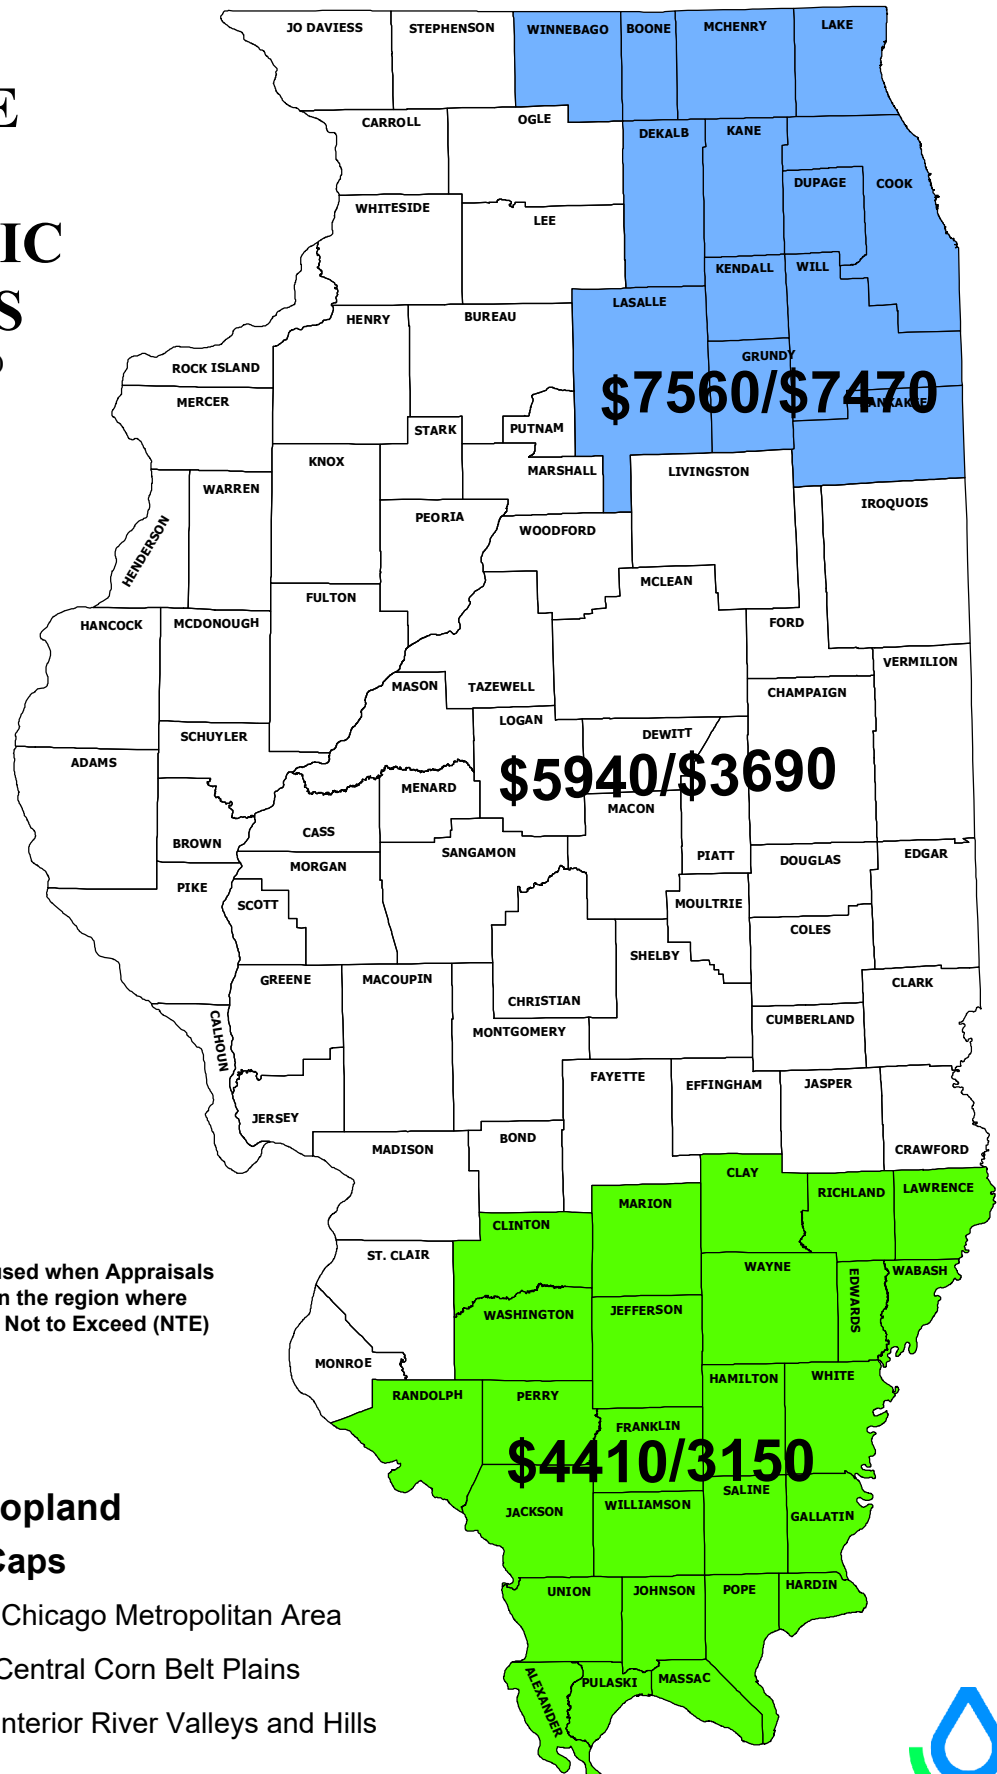 E
IC
S
JO DAVIESS
STEPHENSON
WINNEBAGO
BOONE
MCHENRY
LAKE
CARROLL
OGLE
DEKALB
KANE
DUPAGE
COOK
WHITESIDE
LEE
KENDALL
WILL
LASALLE
HENRY
BUREAU
GRUNDY
ROCK ISLAND
$7560/$7470
MERCER
STARK
PUTNAM
KNOX
MARSHALL
LIVINGSTON
WARREN
IROQUOIS
PEORIA
WOODFORD
HENDERSON
MCLEAN
FULTON
HANCOCK
MCDONOUGH
FORD
VERMILION
MASON
TAZEWELL
CHAMPAIGN
LOGAN
SCHUYLER
DEWITT
ADAMS
$5940/$3690
MENARD
MACON
CASS
BROWN
SANGAMON
PIATT
DOUGLAS
EDGAR
MORGAN
PIKE
SCOTT
MOULTRIE
COLES
SHELBY
GREENE
MACOUPIN
CLARK
CHRISTIAN
CUMBERLAND
MONTGOMERY
CALHOUN
FAYETTE
EFFINGHAM
JASPER
JERSEY
BOND
MADISON
CRAWFORD
CLAY
RICHLAND
LAWRENCE
MARION
CLINTON
ST. CLAIR
WAYNE
WABASH
used when Appraisals
n the region where
Not to Exceed (NTE)
EDWARDS
WASHINGTON
JEFFERSON
MONROE
HAMILTON
WHITE
RANDOLPH
PERRY
FRANKLIN
$4410/3150
SALINE
JACKSON
WILLIAMSON
GALLATIN
opland
Caps
UNION
JOHNSON
POPE
HARDIN
Chicago Metropolitan Area
Central Corn Belt Plains
nterior River Valleys and Hills
ALEXANDER
PULASKI
MASSAC